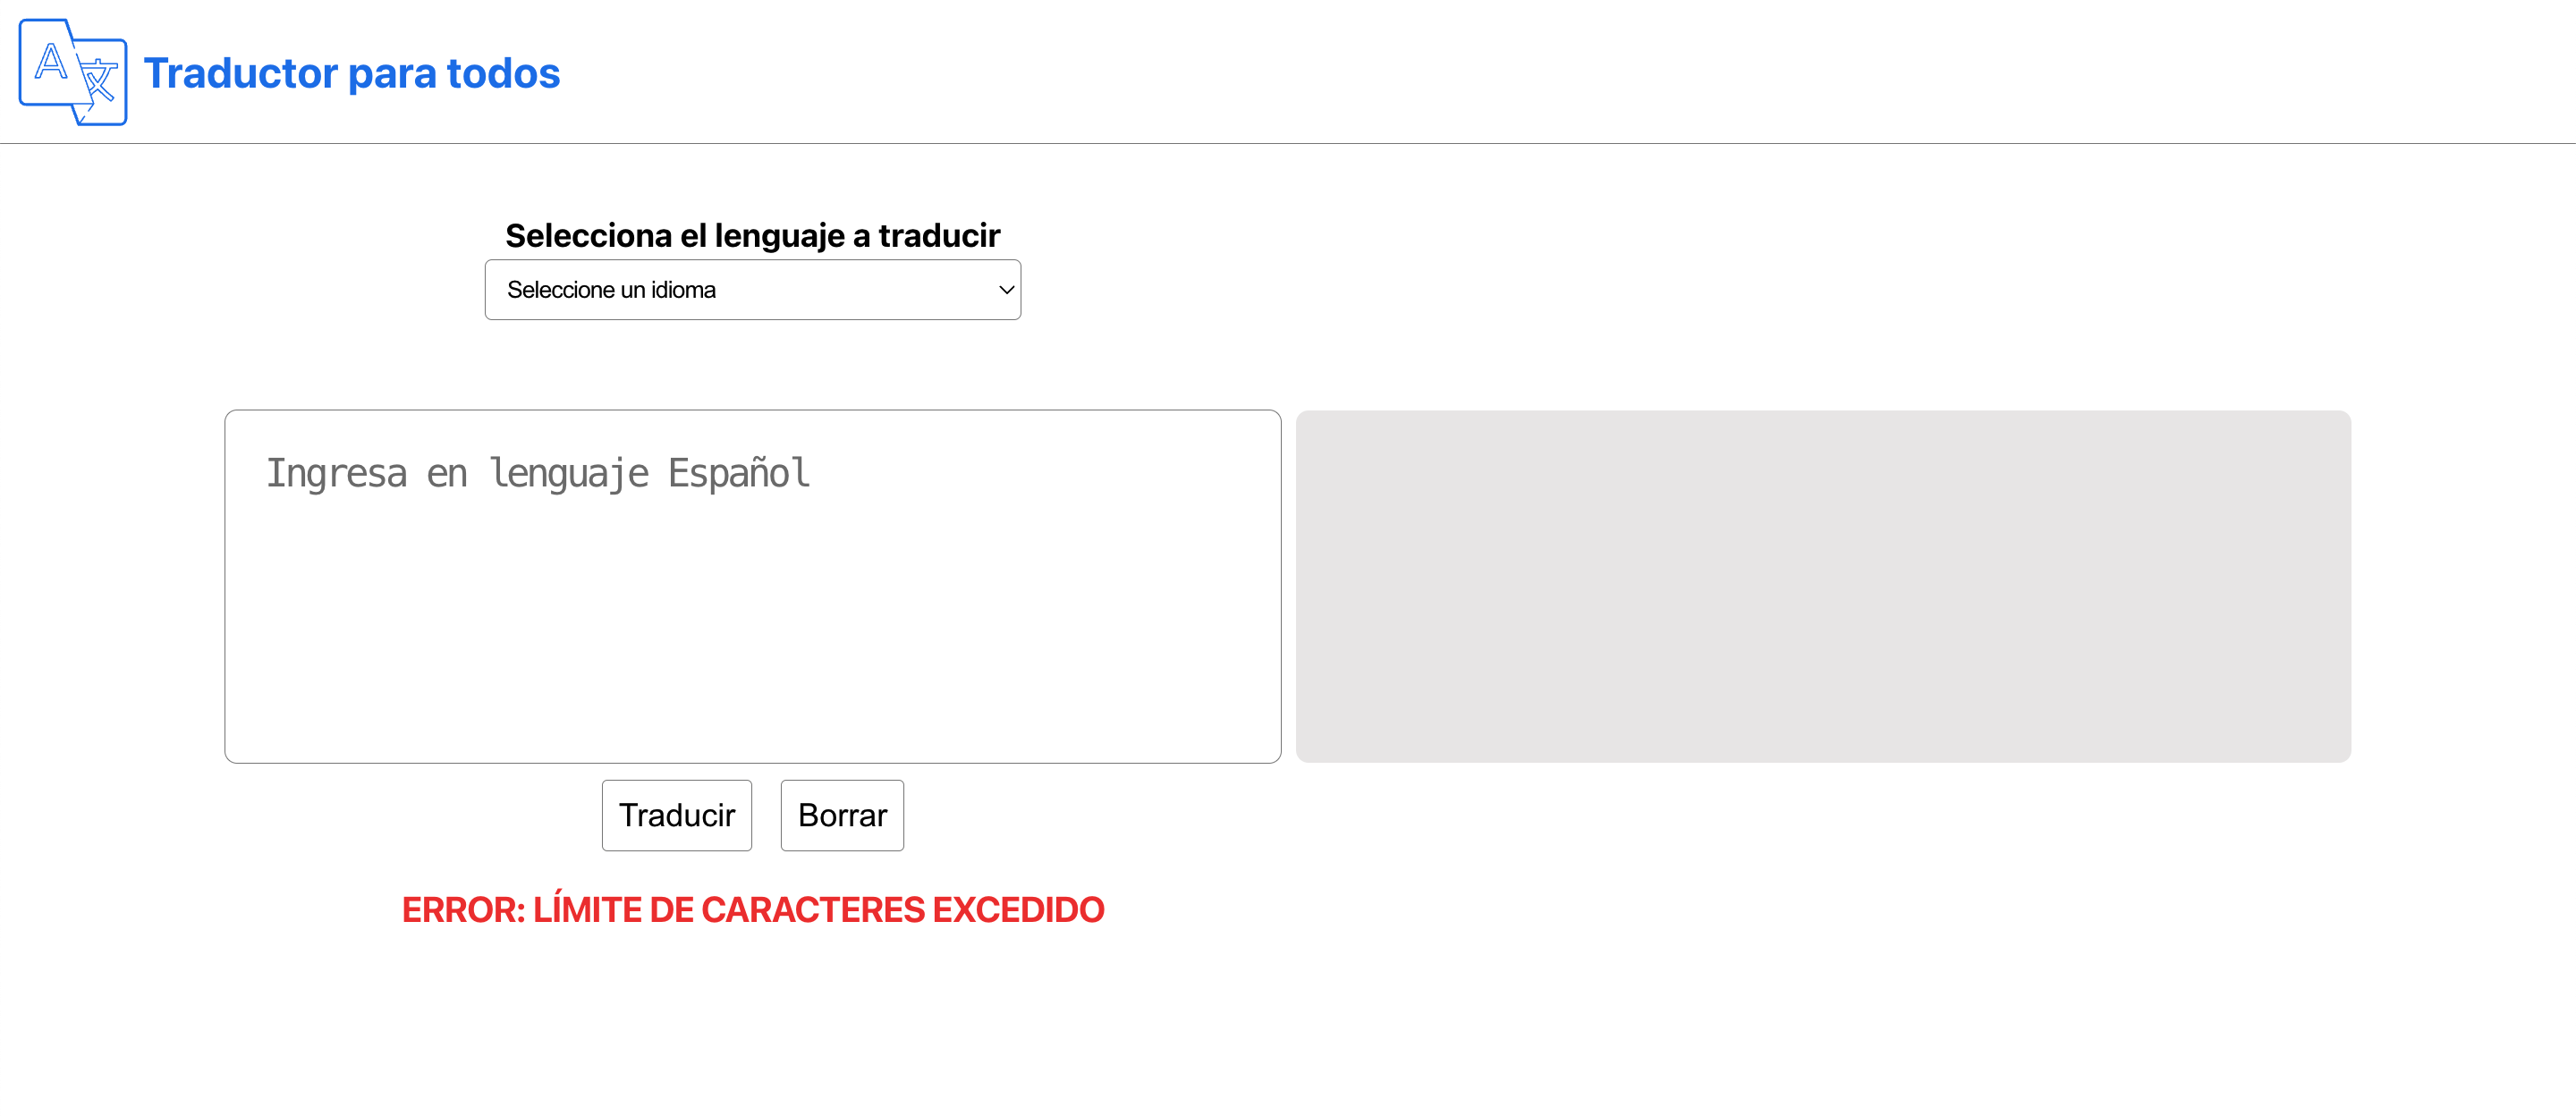 A 文
Traductor para todos
Selecciona el lenguaje a traducir
Seleccione un idioma
Ingresa en lenguaje Español
Traducir Borrar
ERROR: LÍMITE DE CARACTERES EXCEDIDO